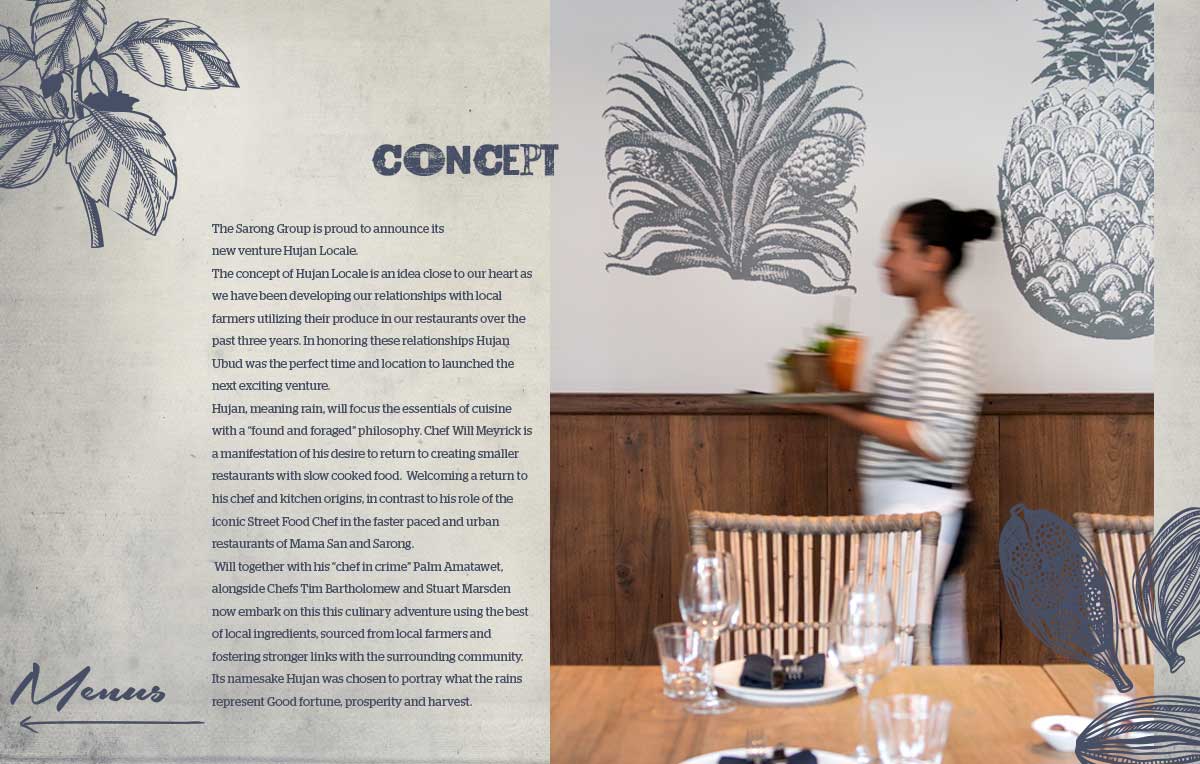 CONCEPT
The Sarong Group is proud to announce its
new venture Hujan Locale.
The concept of Hujan Locale is an idea close to our heart as
we have been developing our relationships with local
farmers utilizing their produce in our restaurants over the
past three years. In honoring these relationships Hujan
Ubud was the perfect time and location to launched the
next exciting venture.
Hujan, meaning rain, will focus the essentials of cuisine
with a "found and foraged" philosophy. Chef Will Meyrick is
a manifestation of his desire to return to creating smaller
restaurants with slow cooked food.  Welcoming a return to
his chef and kitchen origins, in contrast to his role of the
iconic Street Food Chef in the faster paced and urban
restaurants of Mama San and Sarong.
Will together with his "chef in crime" Palm Amatawet,
alongside Chefs Tim Bartholomew and Stuart Marsden
now embark on this this culinary adventure using the best
of local ingredients, sourced from local farmers and
fostering stronger links with the surrounding community.
Its namesake Hujan was chosen to portray what the rains
represent Good fortune, prosperity and harvest.
Menus